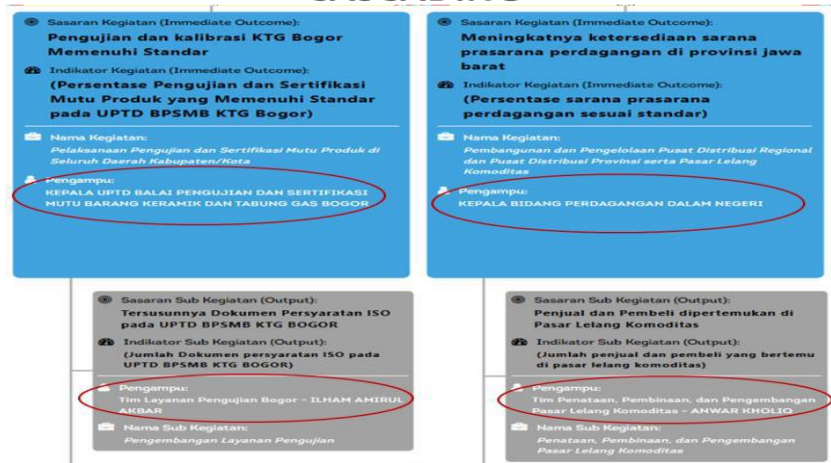 Sasaran Kegiatan (Immediate Outcome):
Pengujian dan kalibrasi KTG Bogor
Memenuhi Standar
Indikator Kegiatan (Immediate Outcome):
(Persentase Pengujian dan Sertifikasi
Mutu Produk yang Memenuhi Standar
pada UPTD BPSMB KTG Bogor)
Nama Kegiatan:
Pelaksanaan Pengujian dan Sertifikasi Mutu Produk di
Seluruh Daerah Kabupaten/Kota
Pengampu:
KEPALA UPTD BALAI PENGUJIAN DAN SERTIFIKASI
MUTU BARANG KERAMIK DAN TABUNG GAS BOGOR
Sasaran Kegiatan (Immediate Outcome):
Meningkatnya ketersediaan sarana
prasarana perdagangan di provinsi jawa
barat
Indikator Kegiatan (Immediate Outcome):
(Persentase sarana prasarana
perdagangan sesuai standar)
Nama Kegiatan:
Pembangunan dan Pengelolaan Pusat Distribusi Regional
dan Pusat Distribusi Provinsi serta Pasar Lelang
Komoditas
Pengampu:
KEPALA BIDANG PERDAGANGAN DALAM NEGERI
Sasaran Sub Kegiatan (Output):
Tersusunnya Dokumen Persyaratan ISO
pada UPTD BPSMB KTG BOGOR
Indikator Sub Kegiatan (Output):
(Jumlah Dokumen persyaratan ISO pada
UPTD BPSMB KTG BOGOR)
Pengampu:
Tim Layanan Pengujian Bogor - ILHAM AMIRUL
AKBAR
Nama Sub Kegiatan:
Pengembangan Layanan Pengujian
Sasaran Sub Kegiatan (Output):
Penjual dan Pembeli dipertemukan di
Pasar Lelang Komoditas
Indikator Sub Kegiatan (Output):
(Jumlah penjual dan pembeli yang bertemu
di pasar lelang komoditas)
Pengampu:
Tim Penataan, Pembinaan, dan Pengembangan
Pasar Lelang Komoditas - ANWAR KHOLIQ
Nama Sub Kegiatan:
Penataan, Pembinaan, dan Pengembangan
Pasar Lelang Komoditas